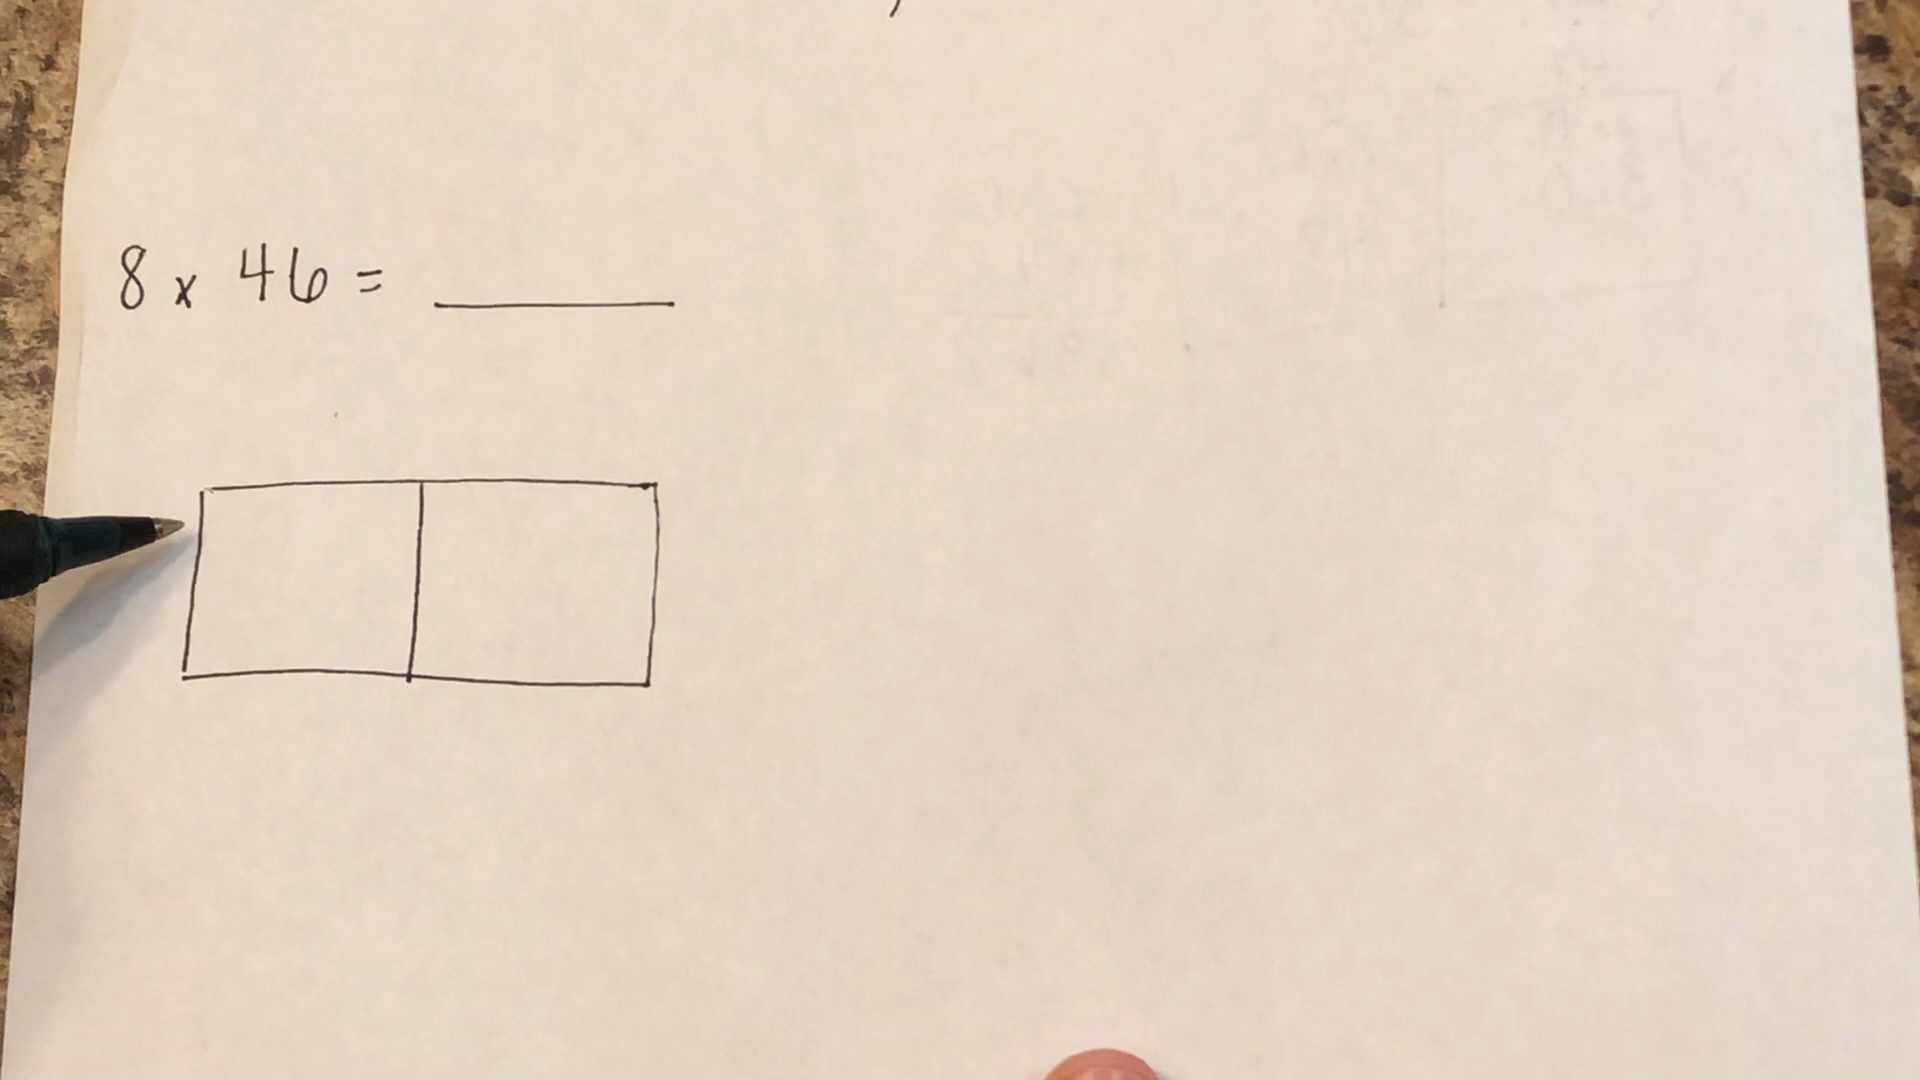 8 x 46 = ______